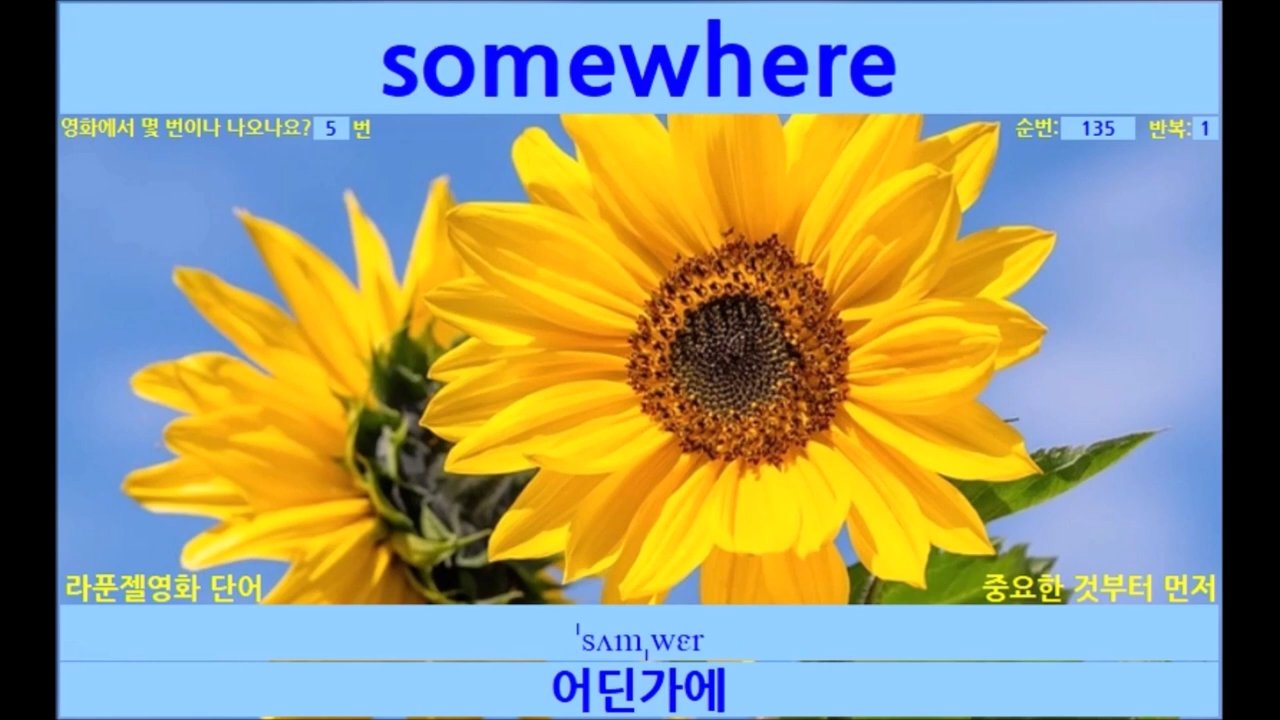 somewhere
영화에서 몇 번이나 나오나요? 5 번 순번: 135 반복: 1
라푼젤영화 단어 중요한 것부터 먼저
ˈsʌmˌwɛr
어딘가에